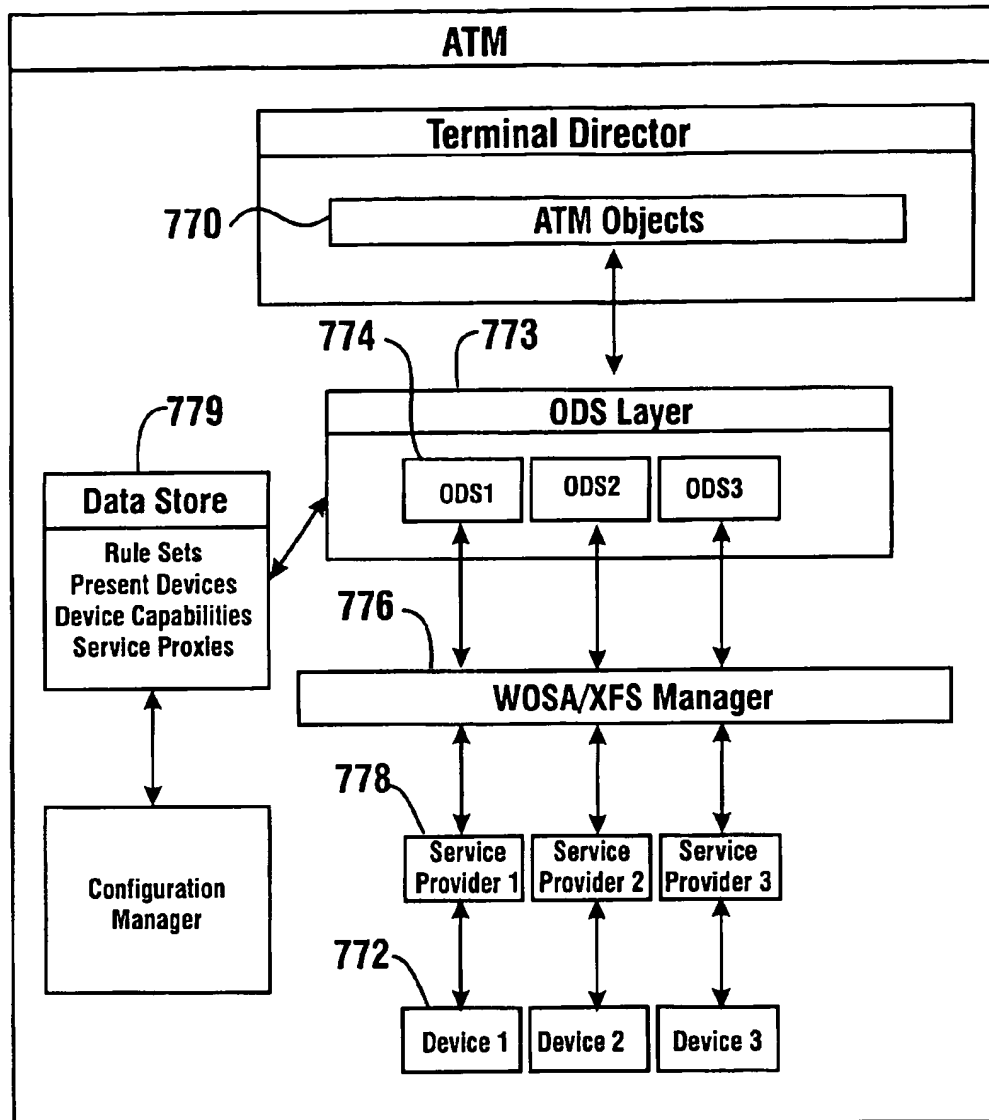 ATM
Terminal Director
770
ATM Objects
774
773
779
ODS Layer
Data Store
ODS1
ODS2
ODS3
Rule Sets
Present Devices
Device Capabilities
Service Proxies
776
WOSA/XFS Manager
778
Service
Provider 1
Service
Provider 2
Service
Provider 3
Configuration
Manager
772
Device 1
Device 2
Device 3